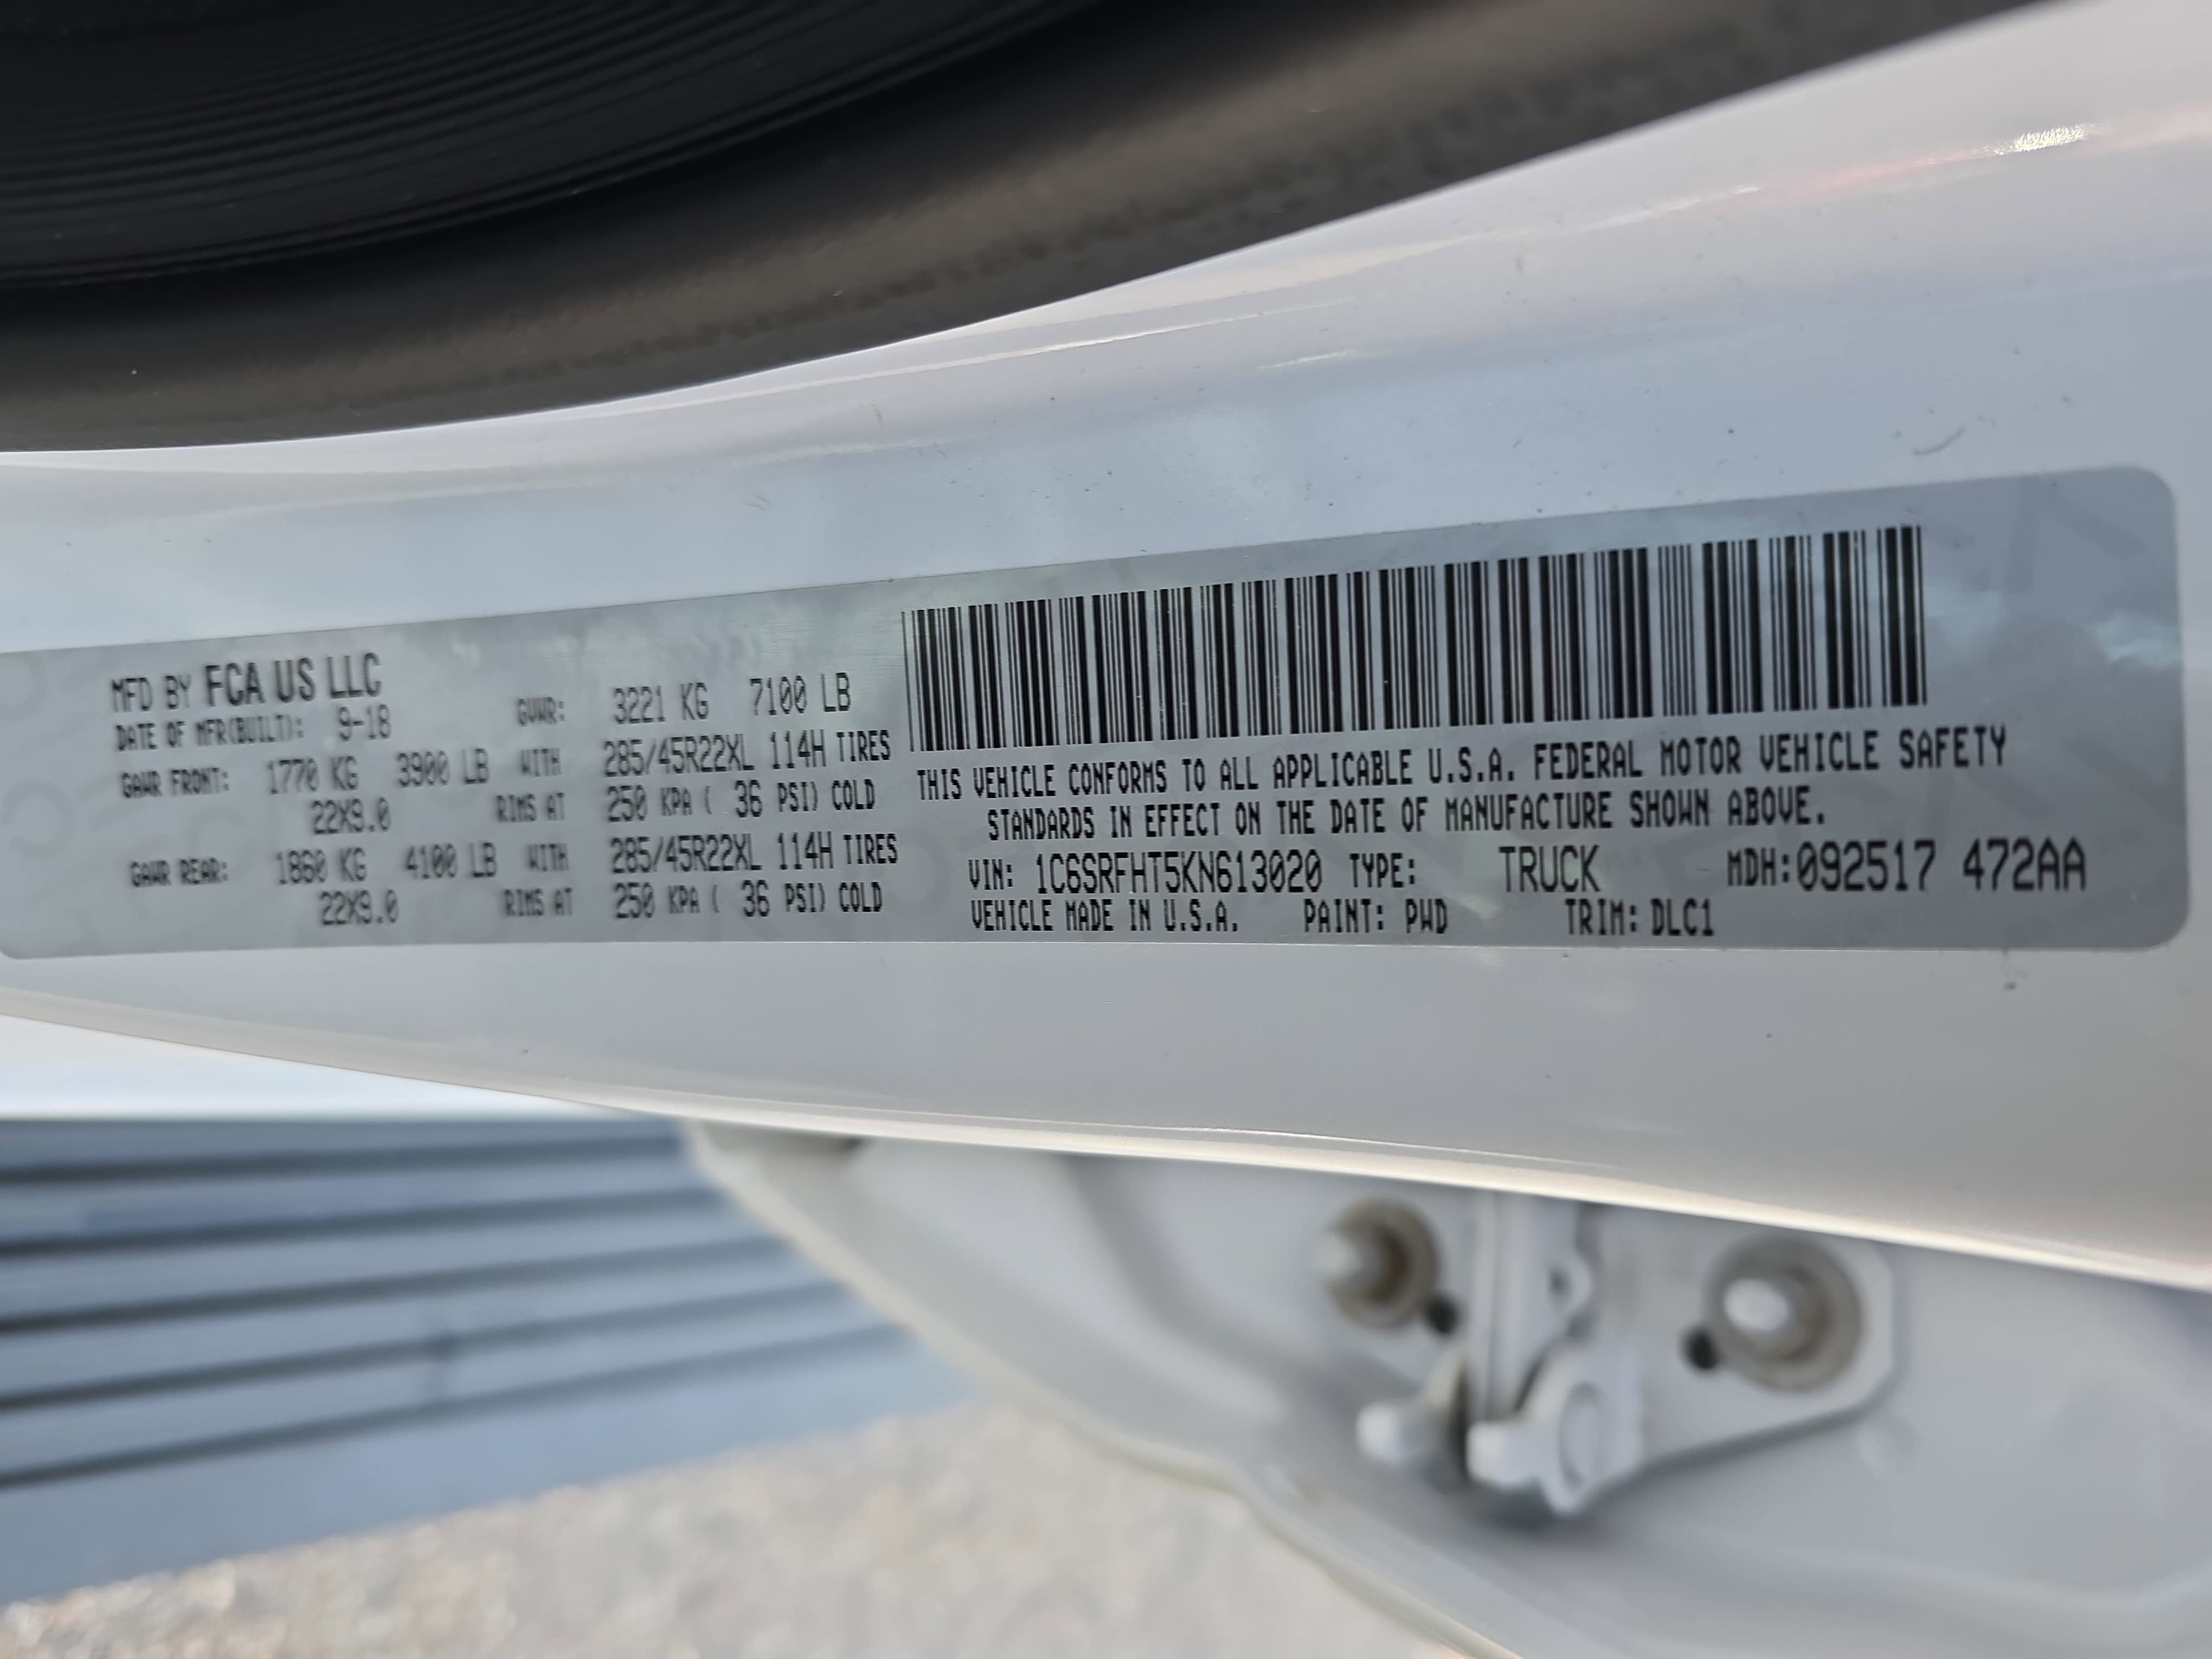 MFD BY FCA US LLC
DATE OF MFR(BUILT): 9-18 GVWR: 3221 KG 7100 LB
GAWR FRONT: 1770 KG 3900 LB WITH 285/45R22XL 114H TIRES
22X9.0 RIMS AT 250 KPA ( 36 PSI) COLD
GAWR REAR: 1860 KG 4100 LB WITH 285/45R22XL 114H TIRES
22X9.0 RIMS AT 250 KPA ( 36 PSI) COLD
THIS VEHICLE CONFORMS TO ALL APPLICABLE U.S.A. FEDERAL MOTOR VEHICLE SAFETY
STANDARDS IN EFFECT ON THE DATE OF MANUFACTURE SHOWN ABOVE.
VIN: 1C6SRFHT5KN613020 TYPE: TRUCK MDH:092517 472AA
VEHICLE MADE IN U.S.A. PAINT: PWD TRIM: DLC1